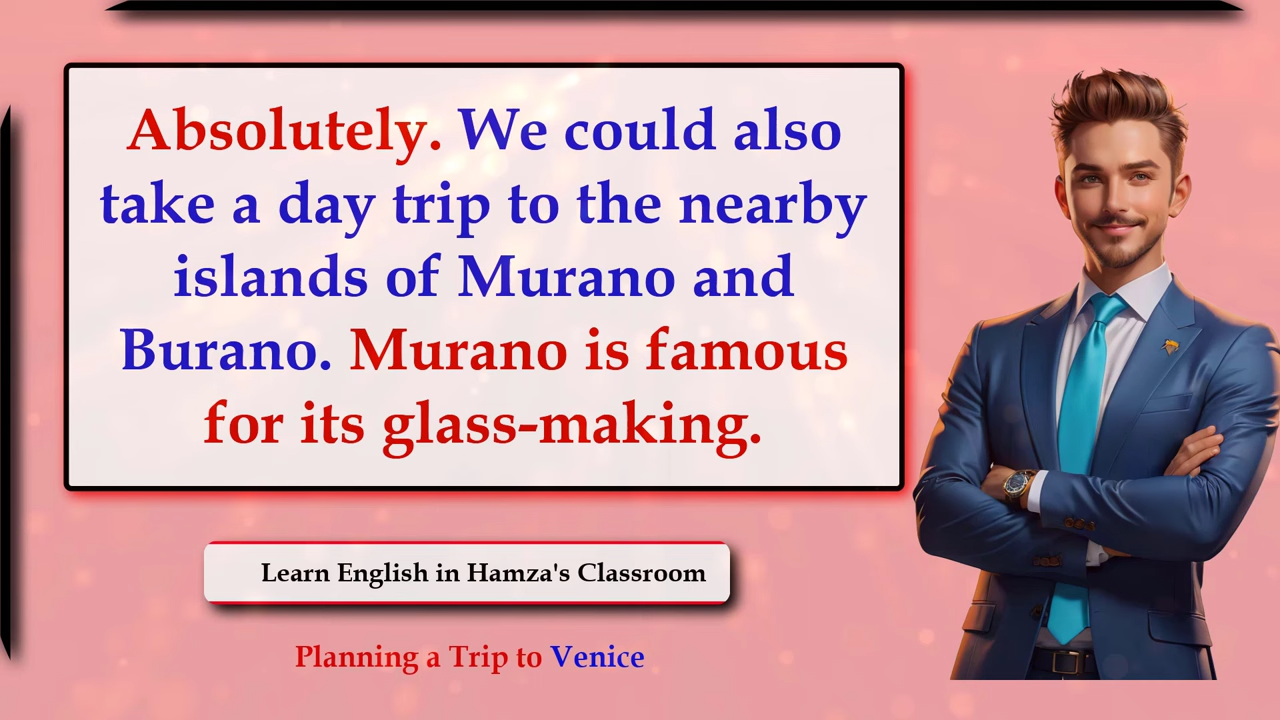 Absolutely. We could also
take a day trip to the nearby
islands of Murano and
Burano. Murano is famous
for its glass-making.
Learn English in Hamza's Classroom
Planning a Trip to Venice